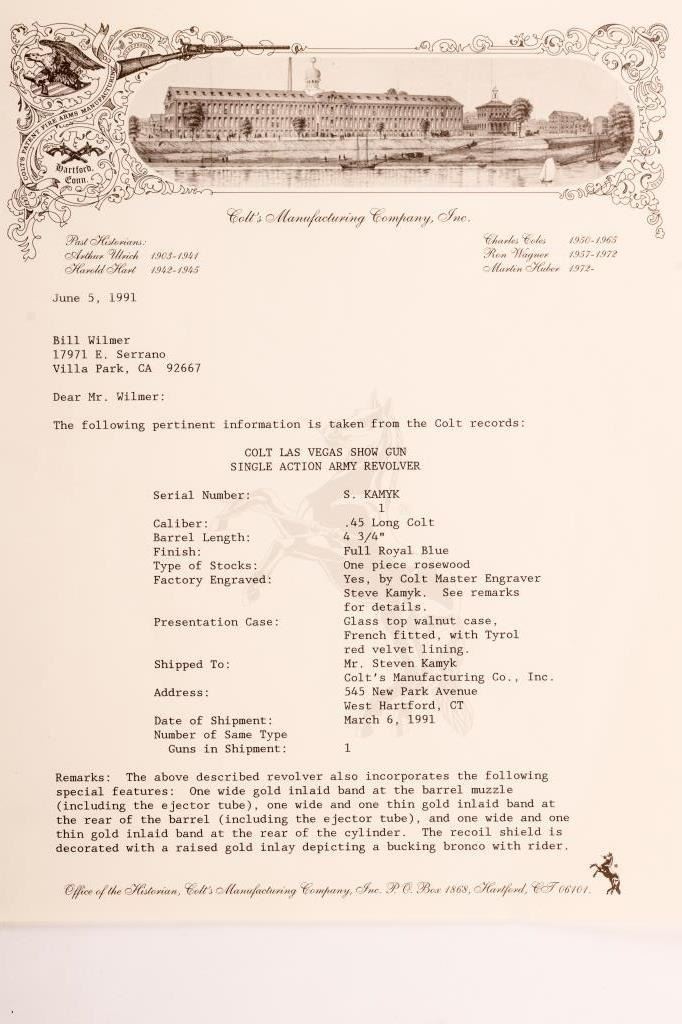 COLT'S PATENT FIRE ARMS MANUFACTURING
Hartford,
Conn.
Colt's Manufacturing Company, Inc.
Past Historians:
Arthur Ulrich 1903-1941
Harold Hart 1942-1945
Charles Coles 1950-1965
Ron Wagner 1957-1972
Martin Huber 1972-
June 5, 1991
Bill Wilmer
17971 E. Serrano
Villa Park, CA 92667
Dear Mr. Wilmer:
The following pertinent information is taken from the Colt records:
COLT LAS VEGAS SHOW GUN
SINGLE ACTION ARMY REVOLVER
Serial Number: S. KAMYK
1
Caliber: .45 Long Colt
Barrel Length: 4 3/4"
Finish: Full Royal Blue
Type of Stocks: One piece rosewood
Factory Engraved: Yes, by Colt Master Engraver
Steve Kamyk. See remarks
for details.
Presentation Case: Glass top walnut case,
French fitted, with Tyrol
red velvet lining.
Shipped To: Mr. Steven Kamyk
Colt's Manufacturing Co., Inc.
Address: 545 New Park Avenue
West Hartford, CT
Date of Shipment: March 6, 1991
Number of Same Type
Guns in Shipment: 1
Remarks: The above described revolver also incorporates the following
special features: One wide gold inlaid band at the barrel muzzle
(including the ejector tube), one wide and one thin gold inlaid band at
the rear of the barrel (including the ejector tube), and one wide and one
thin gold inlaid band at the rear of the cylinder. The recoil shield is
decorated with a raised gold inlay depicting a bucking bronco with rider.
Office of the Historian, Colt's Manufacturing Company, Inc. P.O. Box 1868, Hartford, CT 06101.